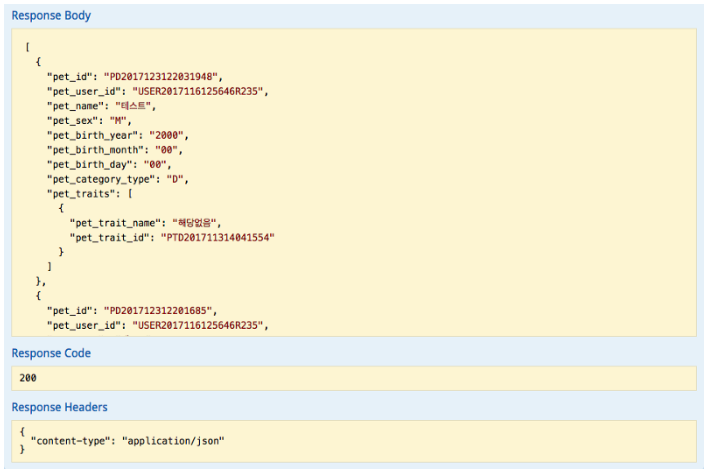 Response Body
[
{
"pet_id": "PD2017123122031948",
"pet_user_id": "USER2017116125646R235",
"pet_name": "테스트",
"pet_sex": "M",
"pet_birth_year": "2000",
"pet_birth_month": "00",
"pet_birth_day": "00",
"pet_category_type": "D",
"pet_traits": [
{
"pet_trait_name": "해당없음",
"pet_trait_id": "PTD201711314041554"
}
]
},
{
"pet_id": "PD201712312201685",
"pet_user_id": "USER2017116125646R235",
Response Code
200
Response Headers
{
"content-type": "application/json"
}